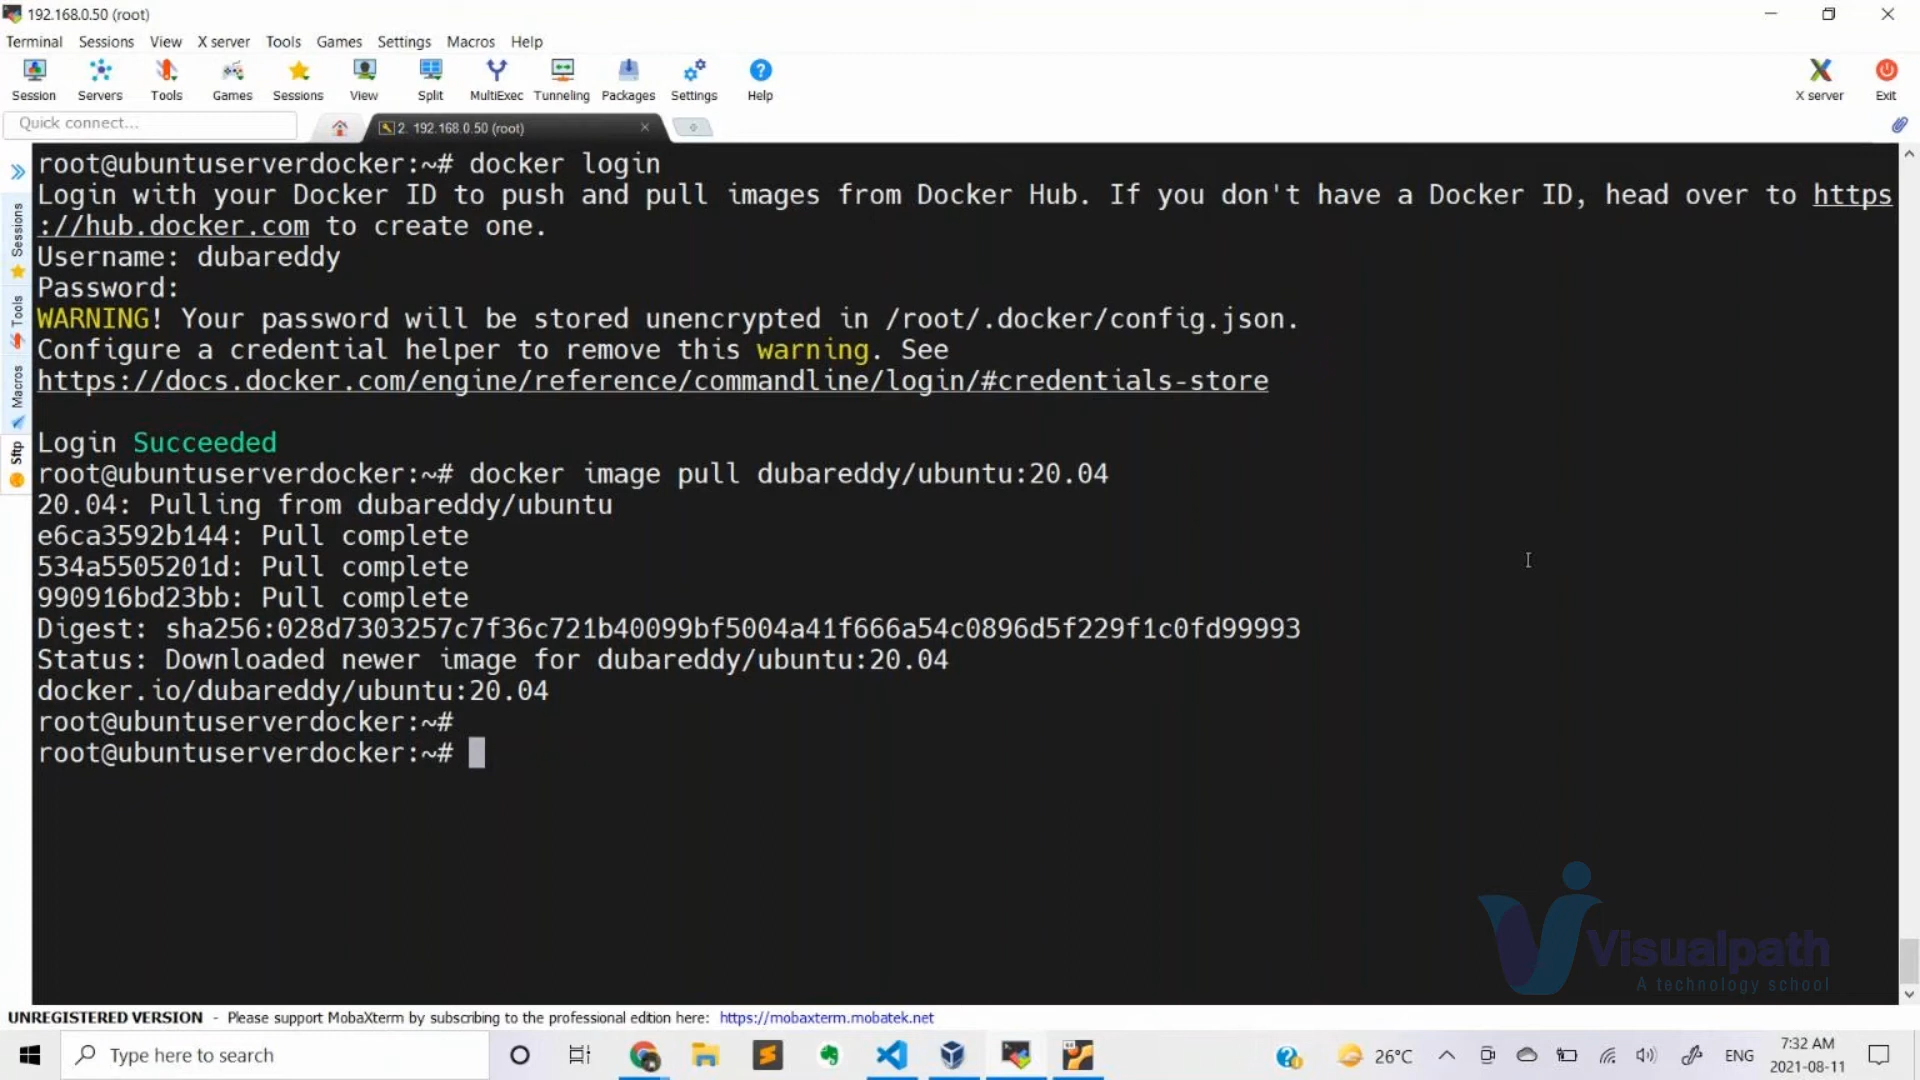 192.168.0.50 (root)
Terminal Sessions View X server Tools Games Settings Macros Help
Session Servers Tools Games Sessions View Split MultiExec Tunneling Packages Settings Help X server Exit
Quick connect... 2. 192.168.0.50 (root)
Sessions
Tools
Macros
Sftp
root@ubuntuserverdocker:~# docker login
Login with your Docker ID to push and pull images from Docker Hub. If you don't have a Docker ID, head over to https
://hub.docker.com to create one.
Username: dubareddy
Password:
WARNING! Your password will be stored unencrypted in /root/.docker/config.json.
Configure a credential helper to remove this warning. See
https://docs.docker.com/engine/reference/commandline/login/#credentials-store
Login Succeeded
root@ubuntuserverdocker:~# docker image pull dubareddy/ubuntu:20.04
20.04: Pulling from dubareddy/ubuntu
e6ca3592b144: Pull complete
534a5505201d: Pull complete
990916bd23bb: Pull complete
Digest: sha256:028d7303257c7f36c721b40099bf5004a41f666a54c0896d5f229f1c0fd99993
Status: Downloaded newer image for dubareddy/ubuntu:20.04
docker.io/dubareddy/ubuntu:20.04
root@ubuntuserverdocker:~#
root@ubuntuserverdocker:~#
Visualpath
A technology school
UNREGISTERED VERSION - Please support MobaXterm by subscribing to the professional edition here: https://mobaxterm.mobatek.net
Type here to search 26°C ENG 7:32 AM
2021-08-11